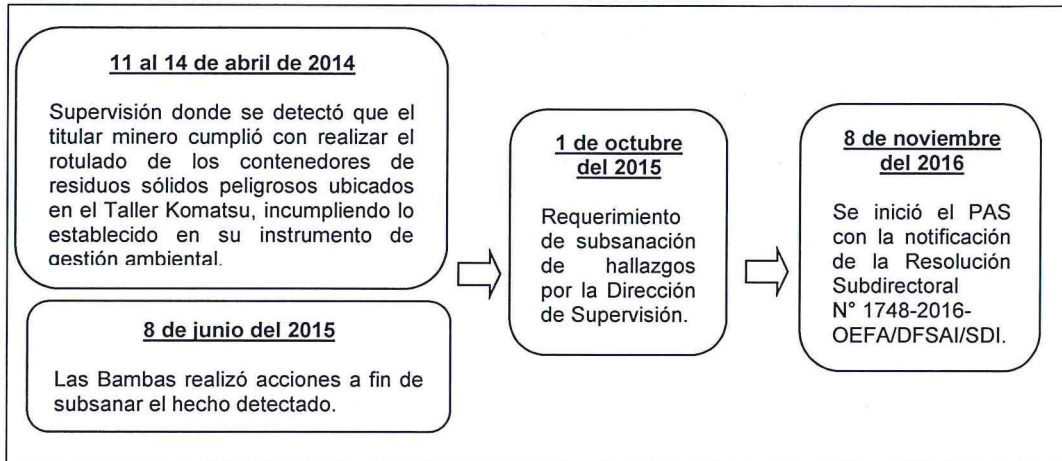 11 al 14 de abril de 2014
Supervisión donde se detectó que el
titular minero cumplió con realizar el
rotulado de los contenedores de
residuos sólidos peligrosos ubicados
en el Taller Komatsu, incumpliendo lo
establecido en su instrumento de
gestión ambiental.
8 de junio del 2015
Las Bambas realizó acciones a fin de
subsanar el hecho detectado.
1 de octubre
del 2015
Requerimiento
de subsanación
de hallazgos
por la Dirección
de Supervisión.
8 de noviembre
del 2016
Se inició el PAS
con la notificación
de la Resolución
Subdirectoral
N° 1748-2016-
OEFA/DFSAI/SDI.